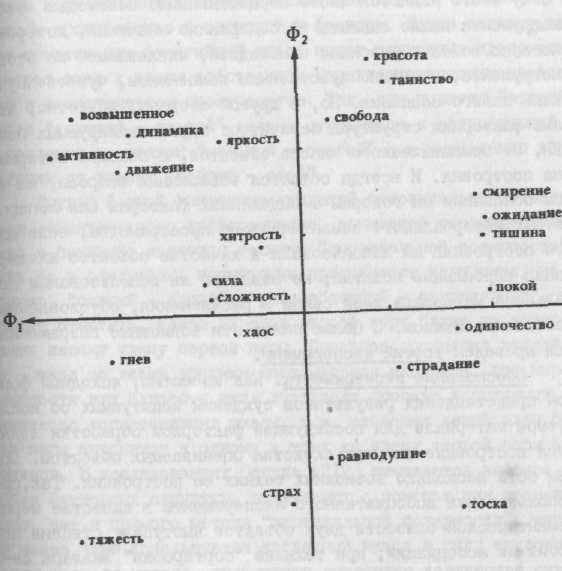 Ф2
красота
таинство
возвышенное
свобода
динамика
яркость
активность
движение
смирение
ожидание
тишина
хитрость
сила
покой
сложность
Ф1
хаос
одиночество
гнев
страдание
равнодушие
страх
тоска
тяжесть